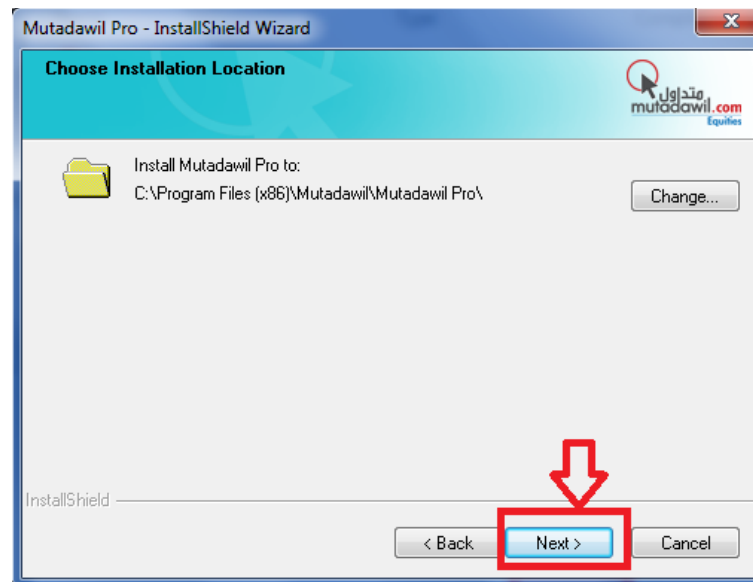 Mutadawil Pro - InstallShield Wizard
Choose Installation Location
متداول
mutadawil.com
Equities
Install Mutadawil Pro to:
C:\Program Files (x86)\Mutadawil\Mutadawil Pro\
Change...
InstallShield
< Back
Next >
Cancel